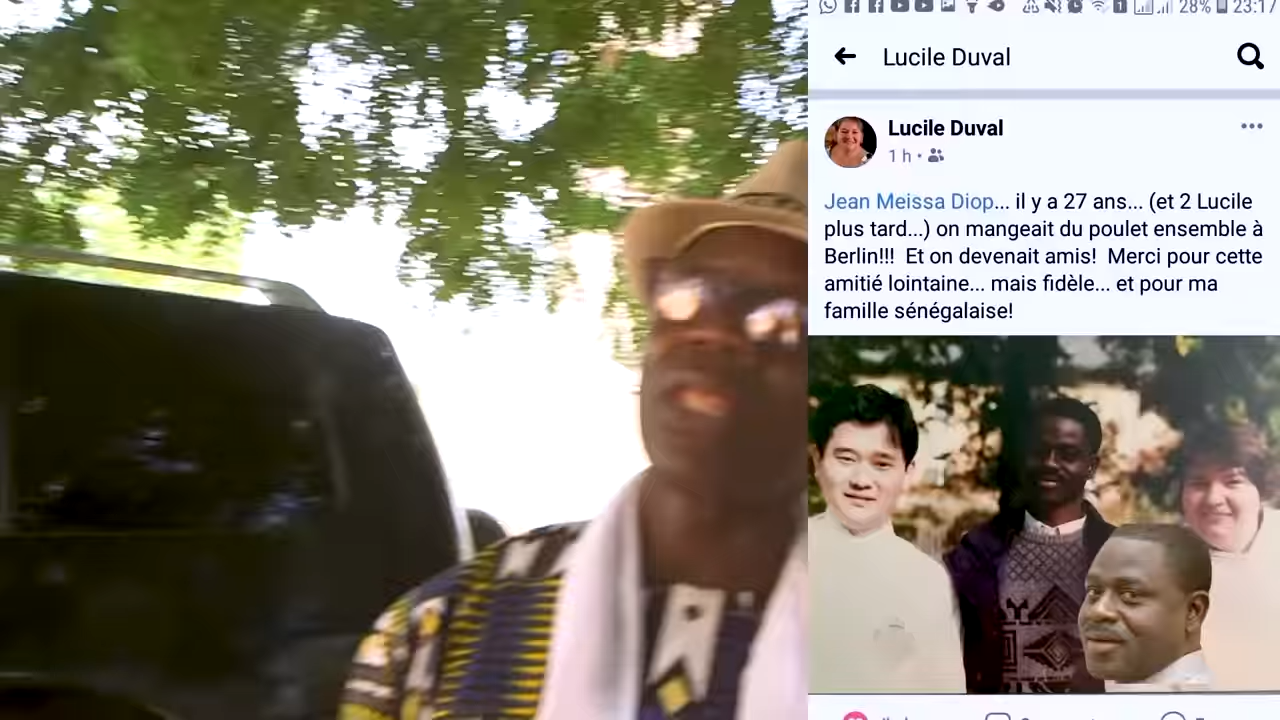 28% 23:17
Lucile Duval
Lucile Duval
1 h
Jean Meissa Diop... il y a 27 ans... (et 2 Lucile
plus tard...) on mangeait du poulet ensemble à
Berlin!!! Et on devenait amis! Merci pour cette
amitié lointaine... mais fidèle... et pour ma
famille sénégalaise!